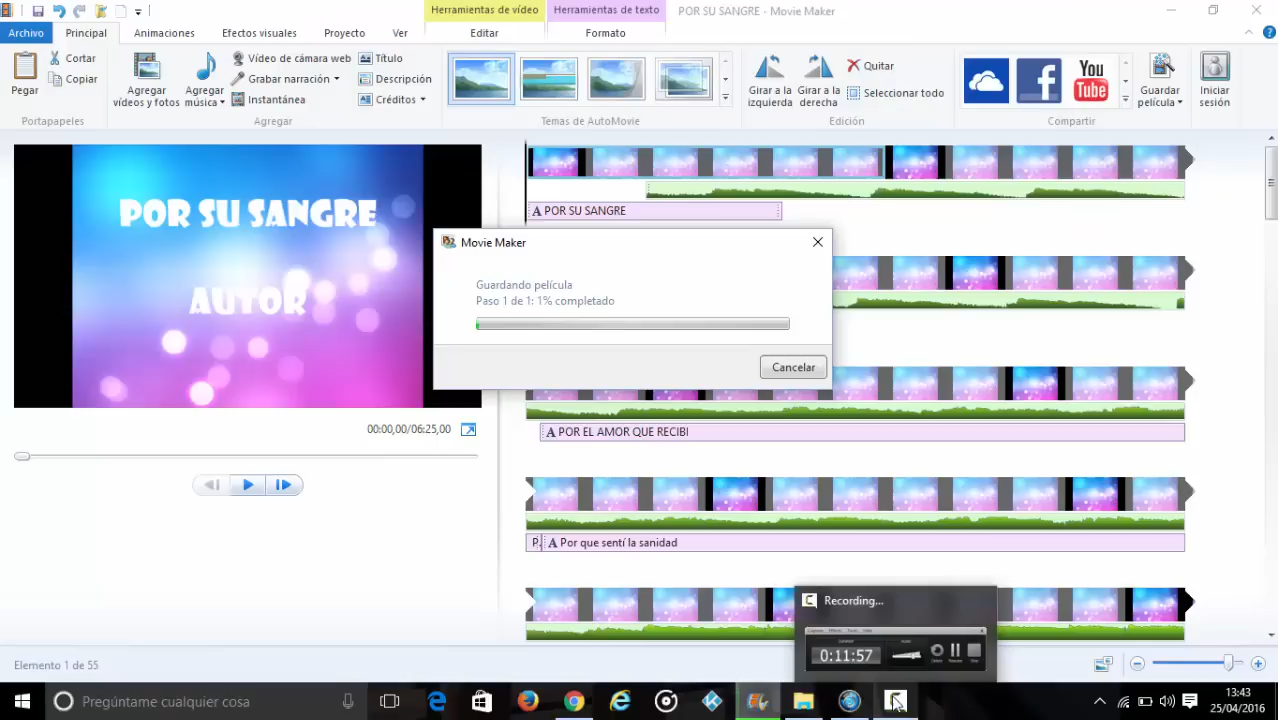 Herramientas de vídeo
Herramientas de texto
POR SU SANGRE - Movie Maker
Archivo
Principal
Animaciones
Efectos visuales
Proyecto
Ver
Editar
Formato
Pegar
Cortar
Copiar
Portapapeles
Agregar
vídeos y fotos
Agregar
música
Vídeo de cámara web
Grabar narración
Instantánea
Título
Descripción
Créditos
Agregar
Temas de AutoMovie
Girar a la
izquierda
Girar a la
derecha
Quitar
Seleccionar todo
Edición
You
Tube
Compartir
Guardar
película
Iniciar
sesión
POR SU SANGRE
AUTOR
00:00,00/06:25,00
A POR SU SANGRE
Movie Maker
Guardando película
Paso 1 de 1: 1% completado
Cancelar
A POR EL AMOR QUE RECIBI
P.
A Por que sentí la sanidad
Recording...
0:11:57
Elemento 1 de 55
Pregúntame cualquier cosa
13:43
25/04/2016